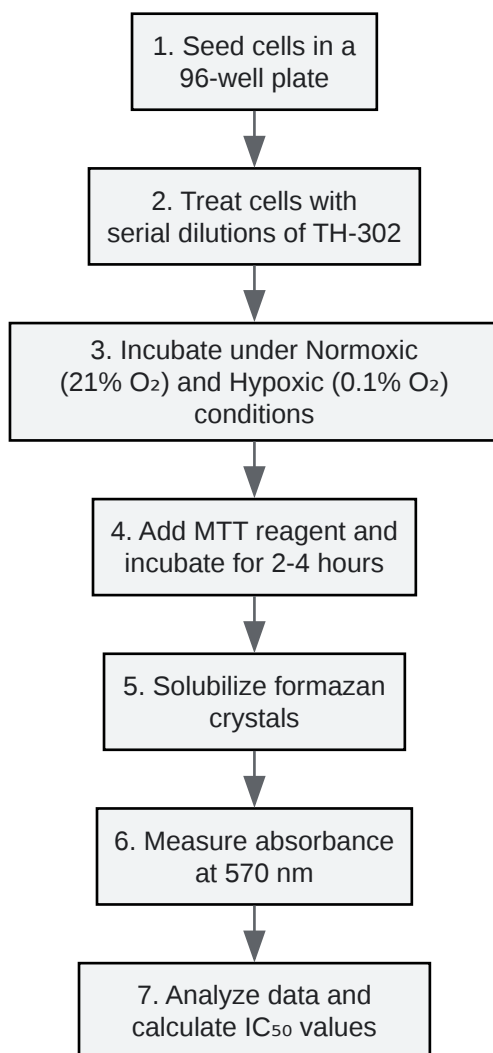 1. Seed cells in a
96-well plate
2. Treat cells with
serial dilutions of TH-302
3. Incubate under Normoxic
(21% O₂) and Hypoxic (0.1% O₂)
conditions
4. Add MTT reagent and
incubate for 2-4 hours
5. Solubilize formazan
crystals
6. Measure absorbance
at 570 nm
7. Analyze data and
calculate IC₅₀ values